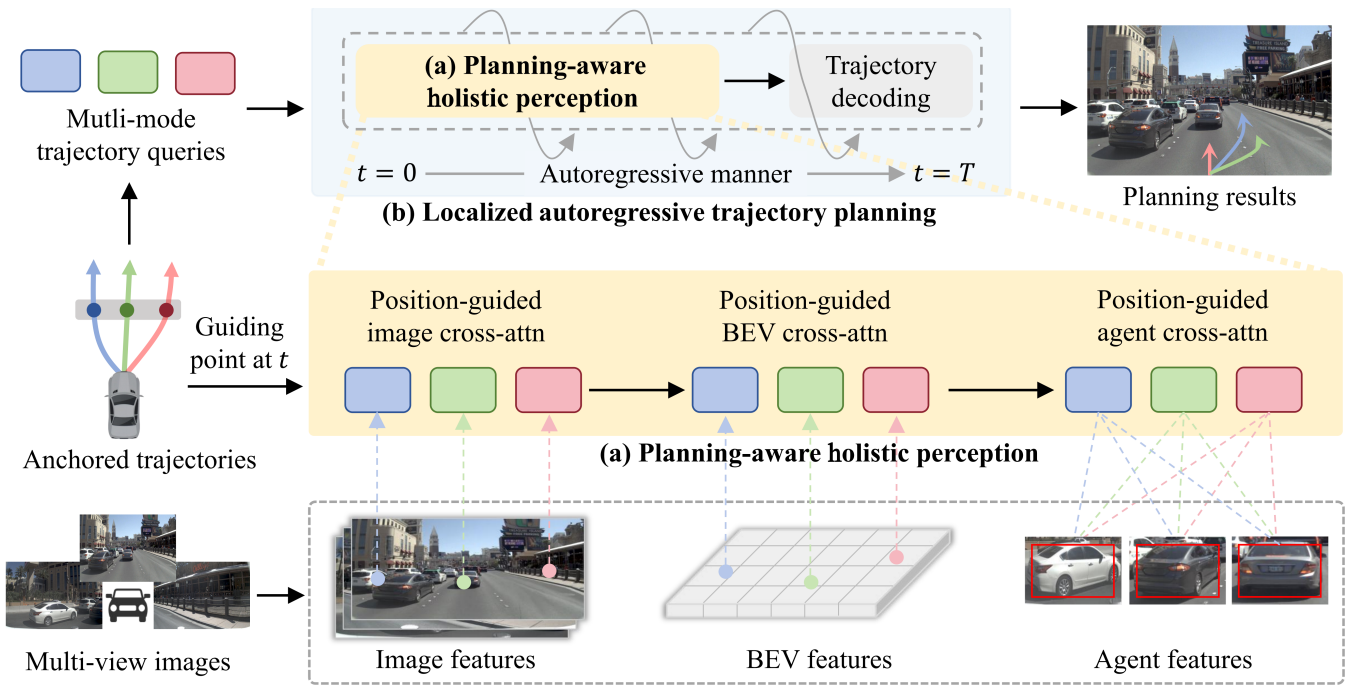 Mutli-mode
trajectory queries
(a) Planning-aware
holistic perception
Trajectory
decoding
t = 0
Autoregressive manner
t = T
(b) Localized autoregressive trajectory planning
Planning results
Anchored trajectories
Guiding
point at t
Position-guided
image cross-attn
Position-guided
BEV cross-attn
Position-guided
agent cross-attn
(a) Planning-aware holistic perception
Multi-view images
Image features
BEV features
Agent features